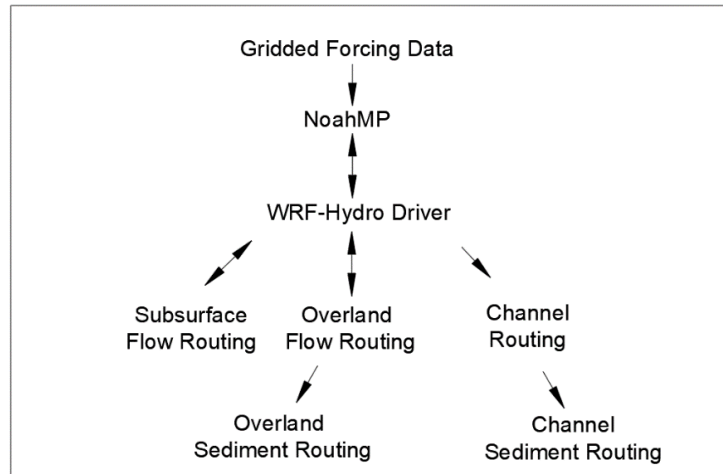 Gridded Forcing Data
NoahMP
WRF-Hydro Driver
Subsurface
Flow Routing
Overland
Flow Routing
Channel
Routing
Overland
Sediment Routing
Channel
Sediment Routing